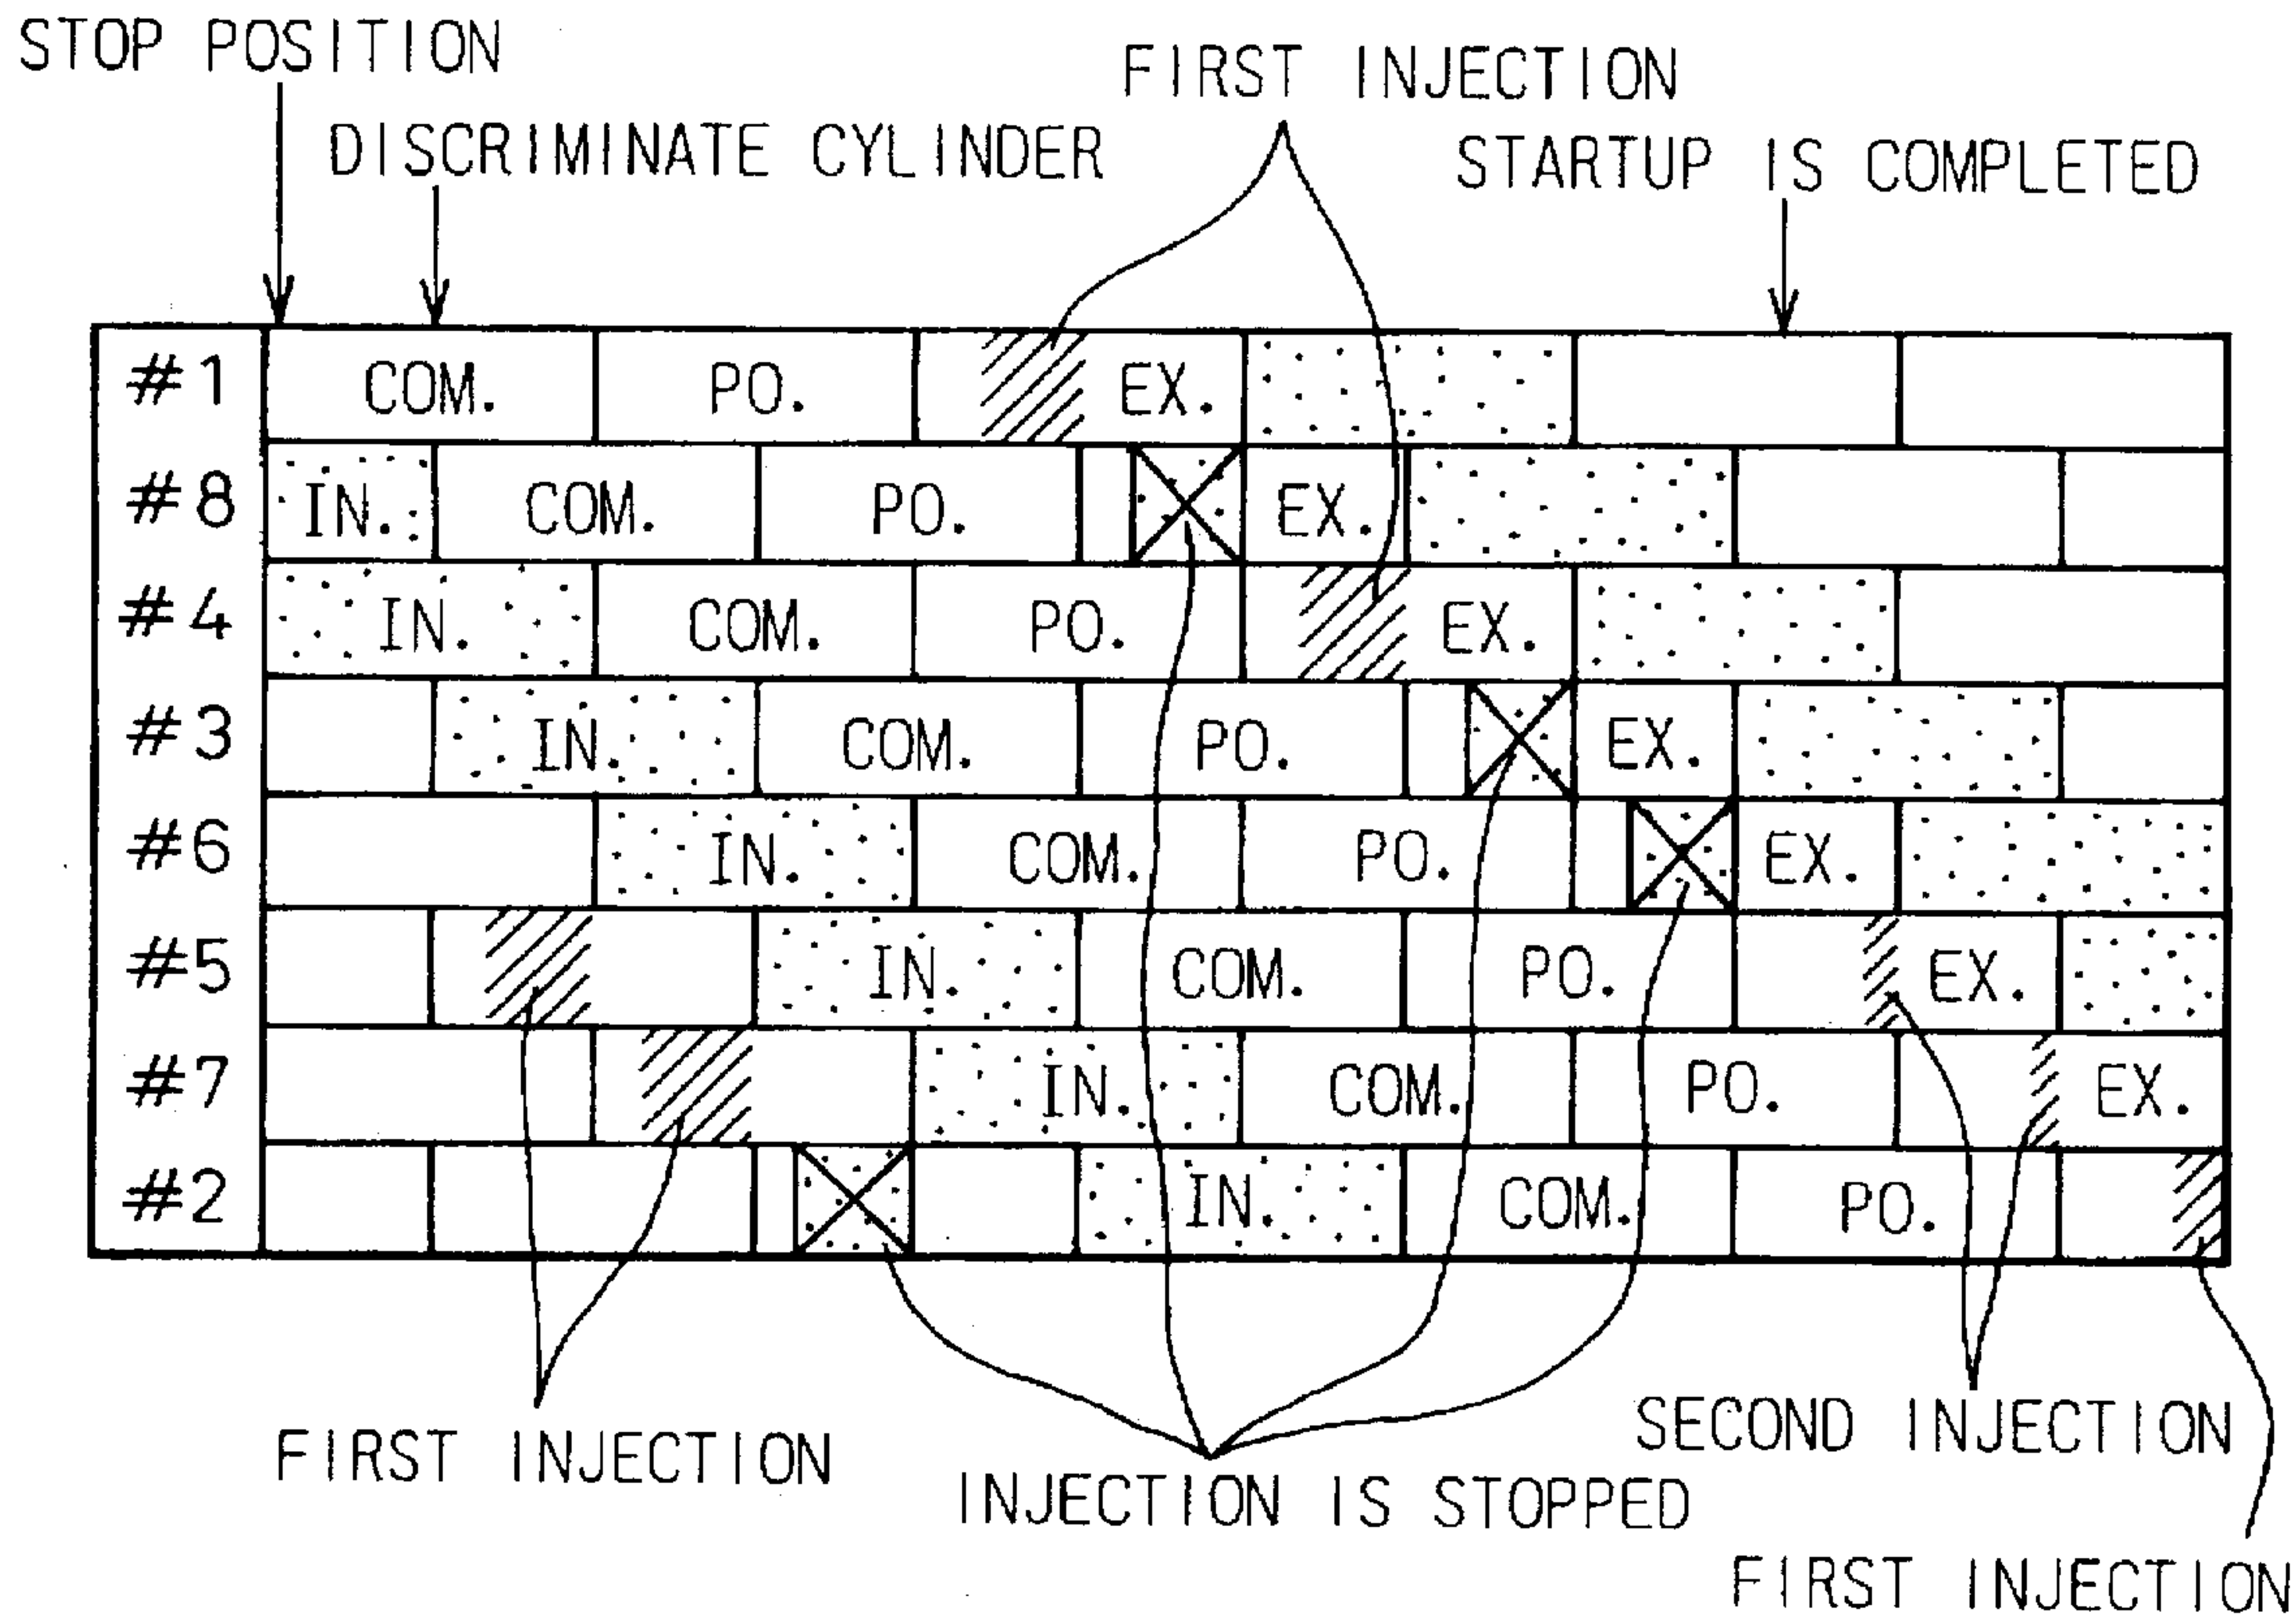 STOP POSITION
FIRST INJECTION
DISCRIMINATE CYLINDER
STARTUP IS COMPLETED
#1 COM. PO. EX.
#8 IN. COM. PO. EX.
#4 IN. COM. PO. EX.
#3 IN. COM. PO. EX.
#6 IN. COM. PO. EX.
#5 IN. COM. PO. EX.
#7 IN. COM. PO. EX.
#2 IN. COM. PO.
FIRST INJECTION
INJECTION IS STOPPED
SECOND INJECTION
FIRST INJECTION